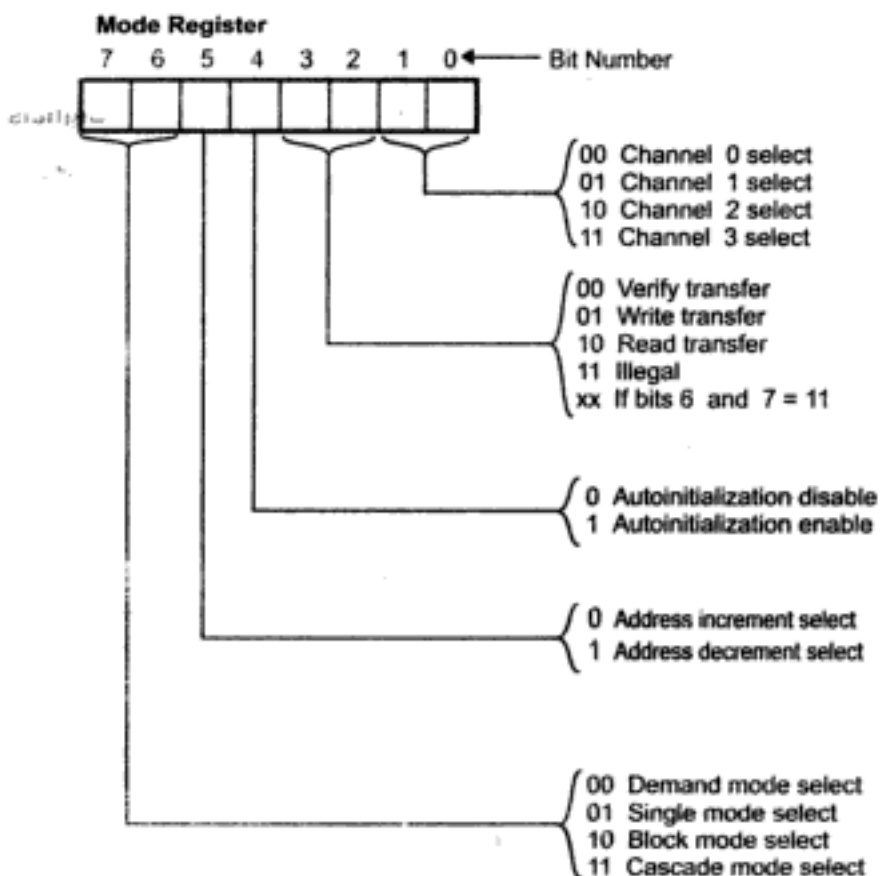 Mode Register
7 6 5 4 3 2 1 0 Bit Number
00 Channel 0 select
01 Channel 1 select
10 Channel 2 select
11 Channel 3 select
00 Verify transfer
01 Write transfer
10 Read transfer
11 Illegal
xx If bits 6 and 7 = 11
0 Autoinitialization disable
1 Autoinitialization enable
0 Address increment select
1 Address decrement select
00 Demand mode select
01 Single mode select
10 Block mode select
11 Cascade mode select